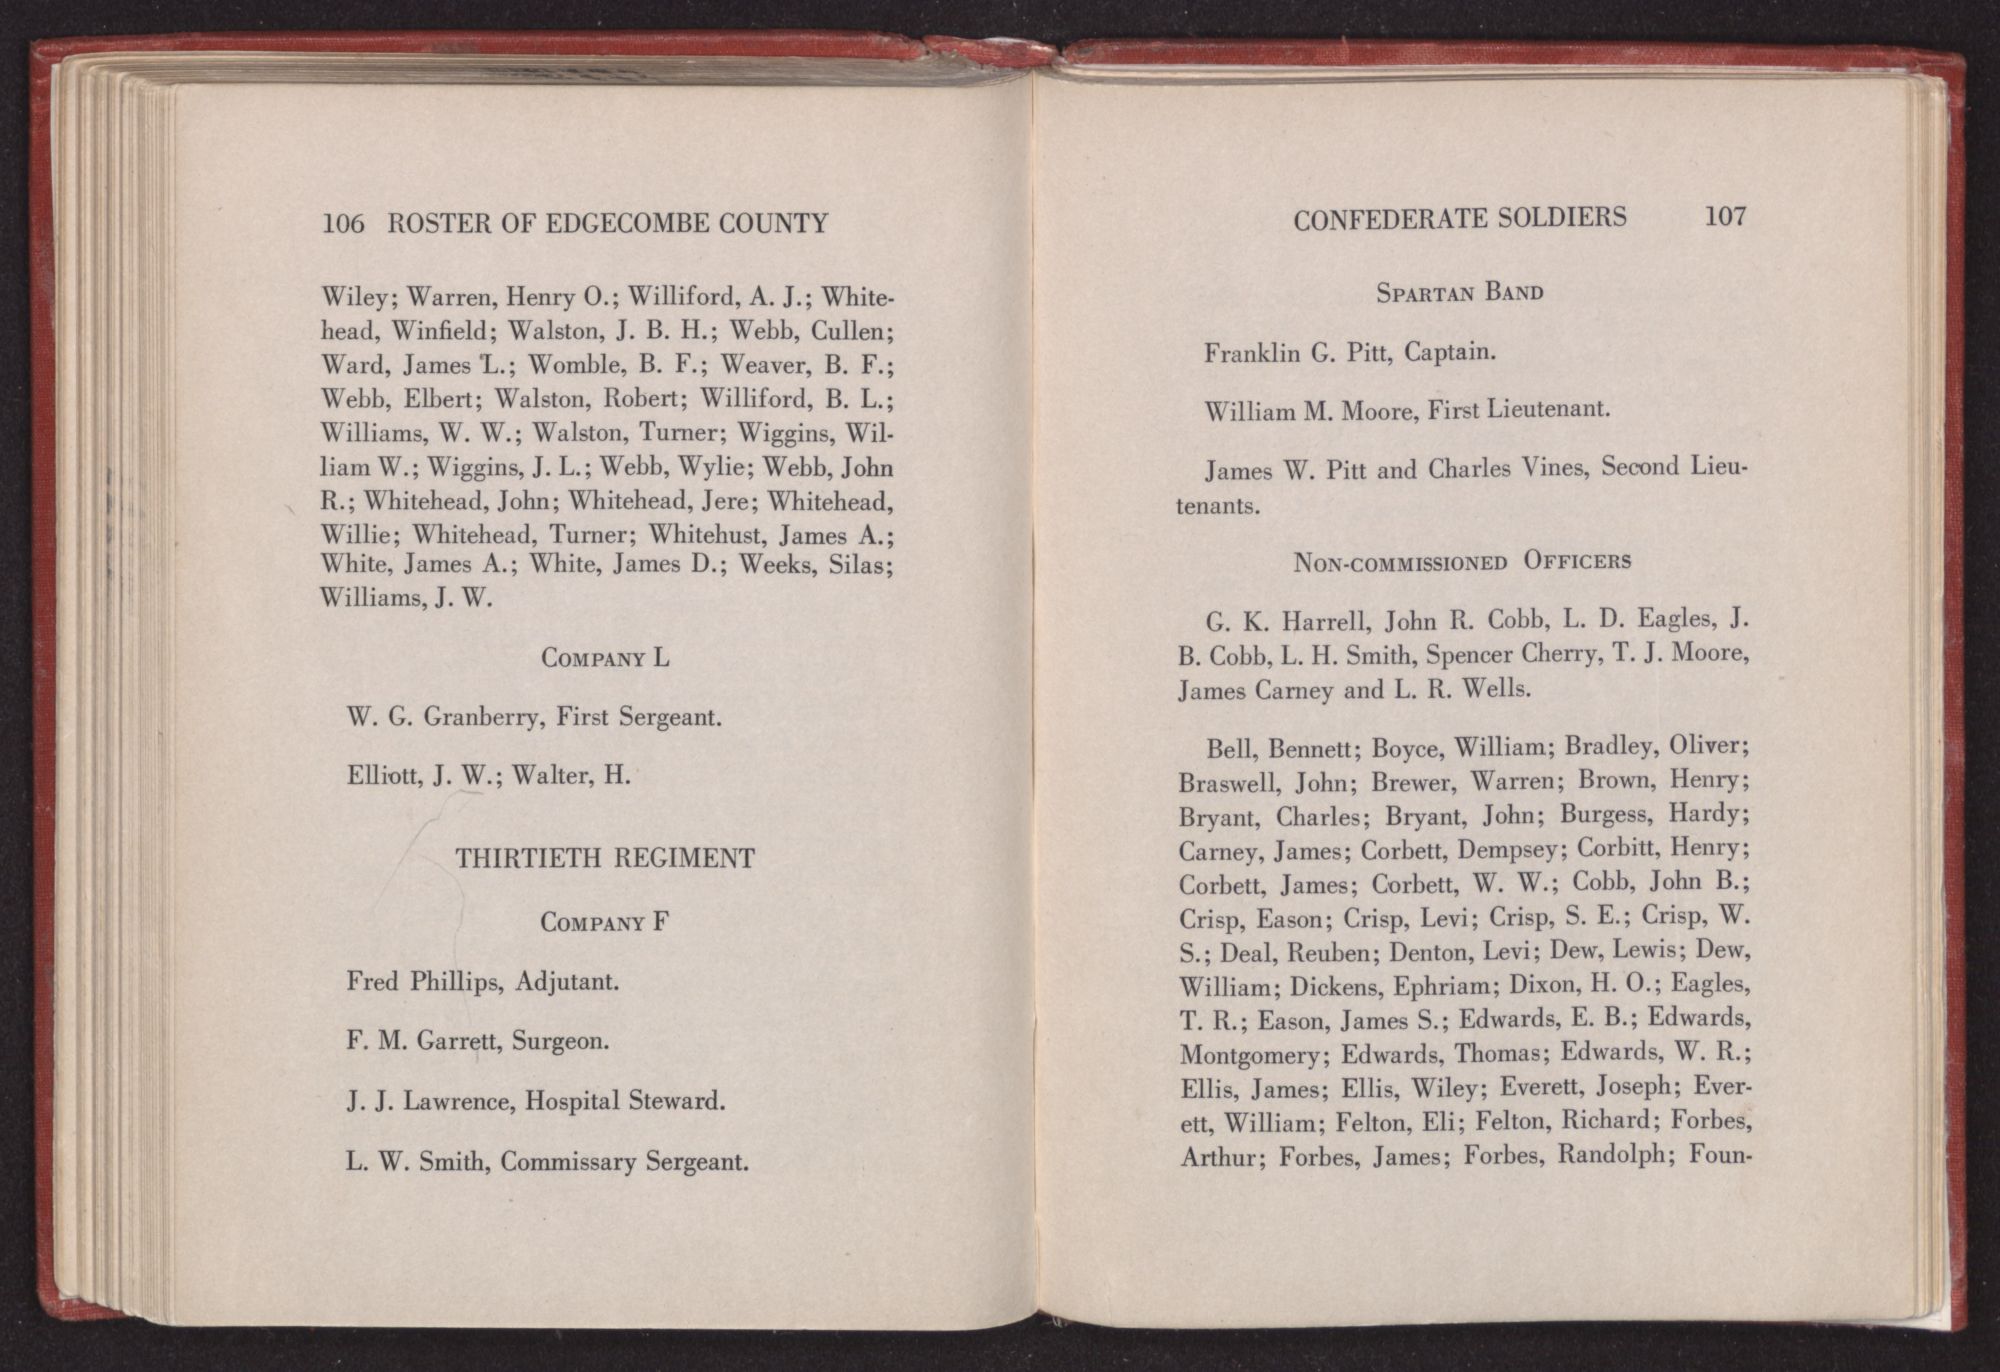 106 ROSTER OF EDGECOMBE COUNTY
Wiley; Warren, Henry O.; Williford, A. J.; White-
head, Winfield; Walston, J. B. H.; Webb, Cullen;
Ward, James L.; Womble, B. F.; Weaver, B. F.;
Webb, Elbert; Walston, Robert; Williford, B. L.;
Williams, W. W.; Walston, Turner; Wiggins, Wil-
liam W.; Wiggins, J. L.; Webb, Wylie; Webb, John
R.; Whitehead, John; Whitehead, Jere; Whitehead,
Willie; Whitehead, Turner; Whitehust, James A.;
White, James A.; White, James D.; Weeks, Silas;
Williams, J. W.
COMPANY L
W. G. Granberry, First Sergeant.
Elliott, J. W.; Walter, H.
THIRTIETH REGIMENT
COMPANY F
Fred Phillips, Adjutant.
F. M. Garrett, Surgeon.
J. J. Lawrence, Hospital Steward.
L. W. Smith, Commissary Sergeant.
CONFEDERATE SOLDIERS 107
SPARTAN BAND
Franklin G. Pitt, Captain.
William M. Moore, First Lieutenant.
James W. Pitt and Charles Vines, Second Lieu-
tenants.
NON-COMMISSIONED OFFICERS
G. K. Harrell, John R. Cobb, L. D. Eagles, J.
B. Cobb, L. H. Smith, Spencer Cherry, T. J. Moore,
James Carney and L. R. Wells.
Bell, Bennett; Boyce, William; Bradley, Oliver;
Braswell, John; Brewer, Warren; Brown, Henry;
Bryant, Charles; Bryant, John; Burgess, Hardy;
Carney, James; Corbett, Dempsey; Corbitt, Henry;
Corbett, James; Corbett, W. W.; Cobb, John B.;
Crisp, Eason; Crisp, Levi; Crisp, S. E.; Crisp, W.
S.; Deal, Reuben; Denton, Levi; Dew, Lewis; Dew,
William; Dickens, Ephriam; Dixon, H. O.; Eagles,
T. R.; Eason, James S.; Edwards, E. B.; Edwards,
Montgomery; Edwards, Thomas; Edwards, W. R.;
Ellis, James; Ellis, Wiley; Everett, Joseph; Ever-
ett, William; Felton, Eli; Felton, Richard; Forbes,
Arthur; Forbes, James; Forbes, Randolph; Foun-